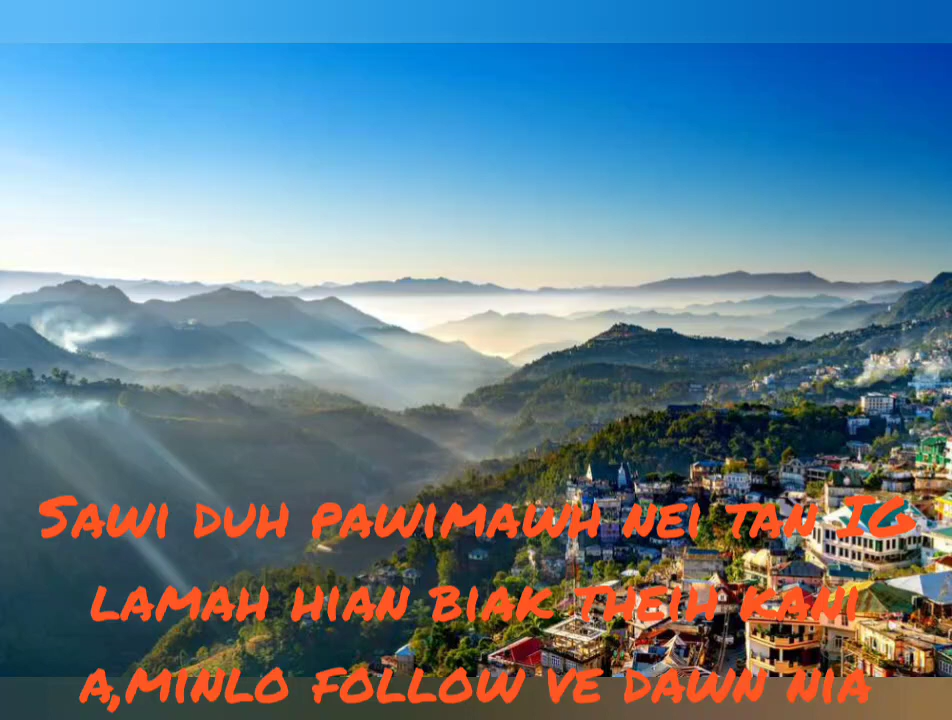 Sawi duh pawimawh nei tan IG
lamah hian biak theih kani
a,minlo follow ve dawn nia